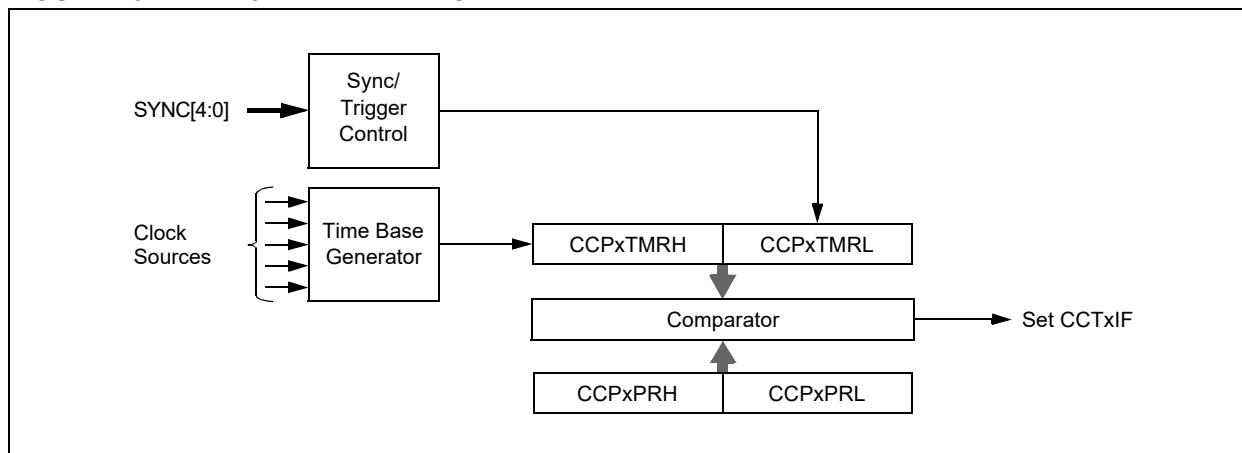 Sync/
Trigger
Control
SYNC[4:0]
Clock
Sources
Time Base
Generator
CCPxTMRH
CCPxTMRL
Comparator
Set CCTxIF
CCPxPRH
CCPxPRL